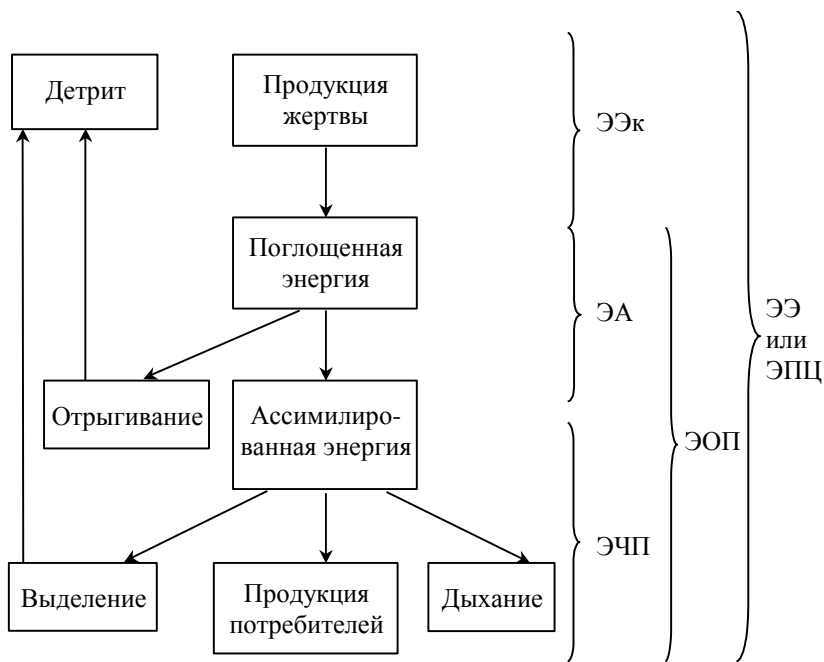 Детрит
Продукция
жертвы
ЭЭк
Поглощенная
энергия
ЭА
ЭЭ
или
ЭПЦ
Отрыгивание
Ассимилиро-
ванная энергия
ЭОП
ЭЧП
Выделение
Продукция
потребителей
Дыхание